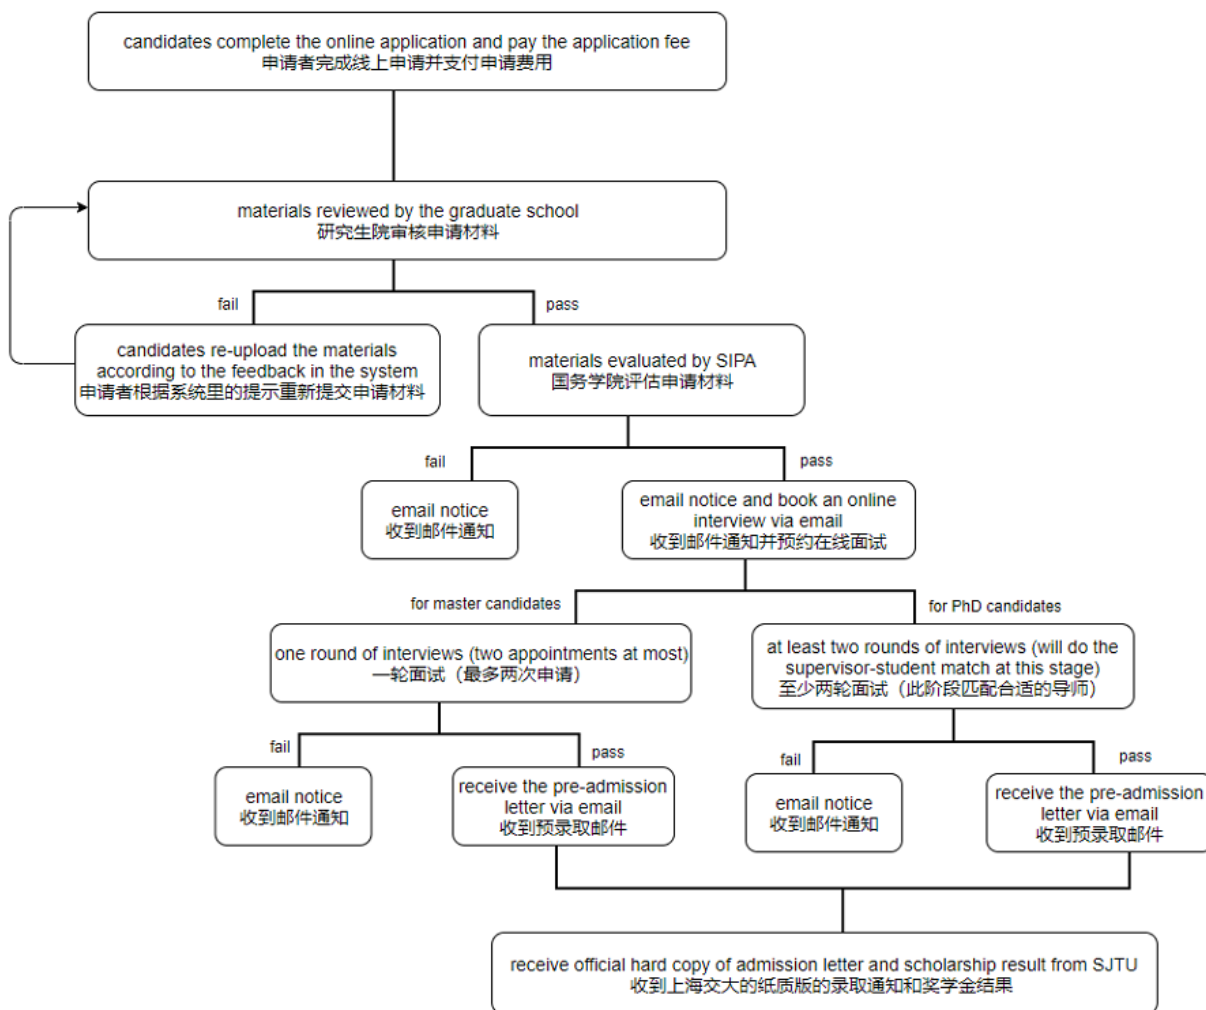 candidates complete the online application and pay the application fee
申请者完成线上申请并支付申请费用
materials reviewed by the graduate school
研究生院审核申请材料
fail
pass
candidates re-upload the materials
according to the feedback in the system
申请者根据系统里的提示重新提交申请材料
materials evaluated by SIPA
国务学院评估申请材料
fail
pass
email notice
收到邮件通知
email notice and book an online
interview via email
收到邮件通知并预约在线面试
for master candidates
for PhD candidates
one round of interviews (two appointments at most)
一轮面试（最多两次申请）
at least two rounds of interviews (will do the
supervisor-student match at this stage)
至少两轮面试（此阶段匹配合适的导师）
fail
pass
fail
pass
email notice
收到邮件通知
receive the pre-admission
letter via email
收到预录取邮件
email notice
收到邮件通知
receive the pre-admission
letter via email
收到预录取邮件
receive official hard copy of admission letter and scholarship result from SJTU
收到上海交大的纸质版的录取通知和奖学金结果